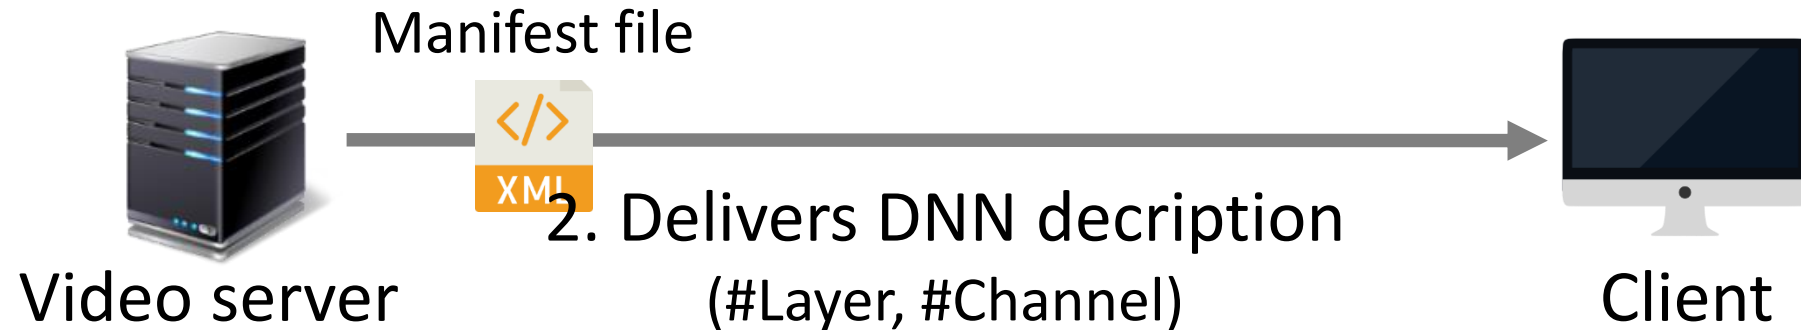 Manifest file
</>
XML
2. Delivers DNN decription
(#Layer, #Channel)
Video server
Client